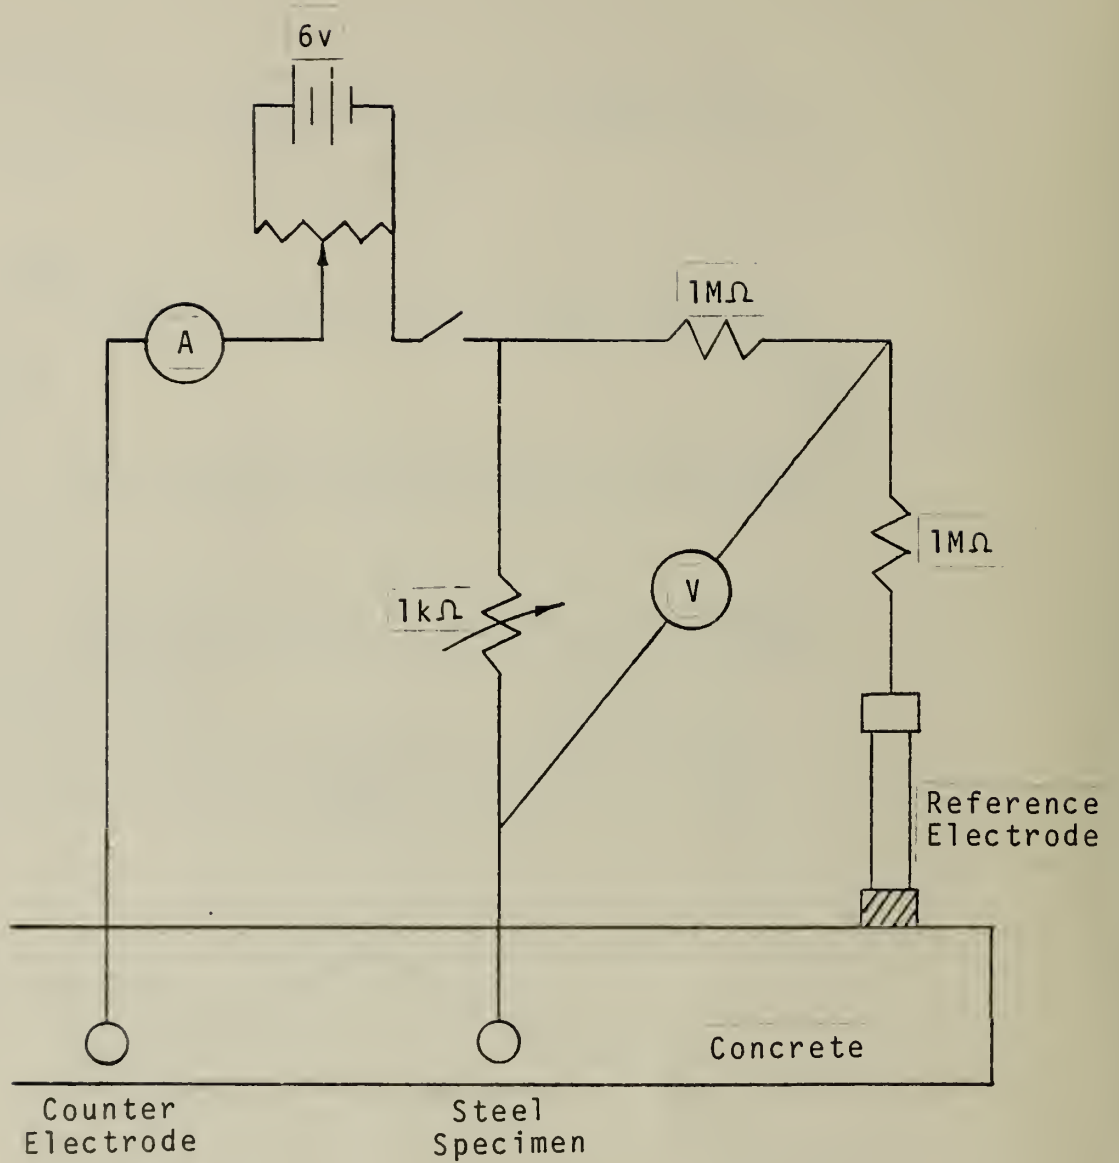 6v
1MΩ
A
1MΩ
1kΩ
V
Reference
Electrode
Concrete
Counter
Electrode
Steel
Specimen